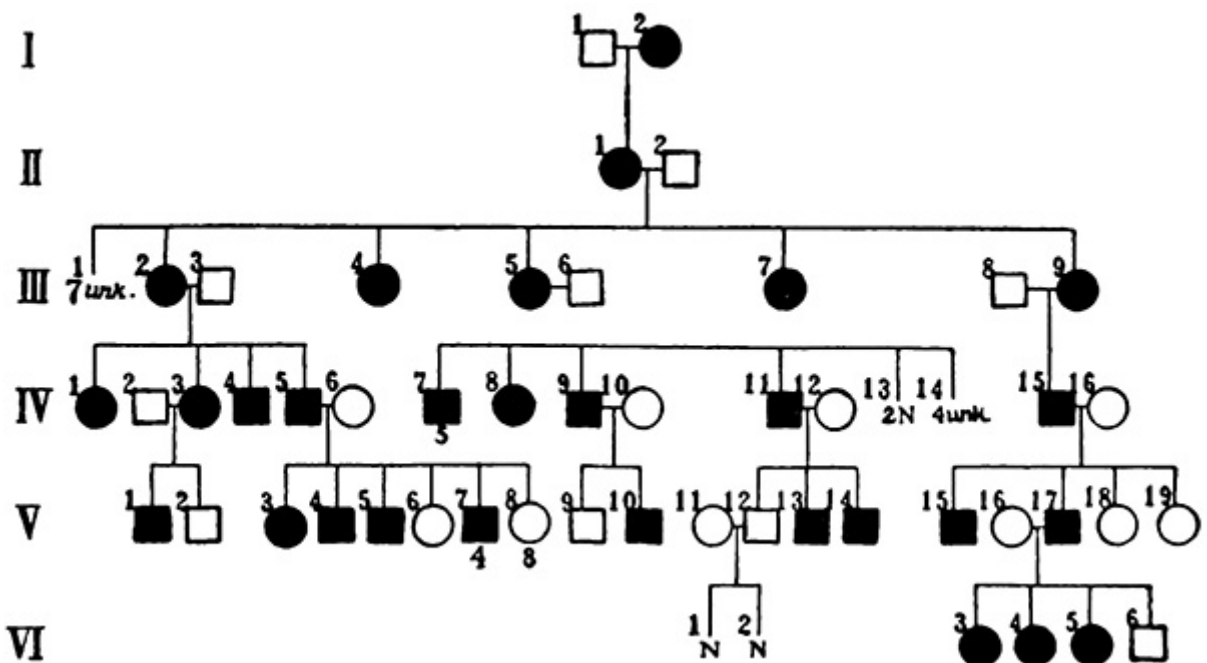 I 1 2
II 1 2
1 2 3 4 5 6 7 8 9
III 7 unk.
1 2 3 4 5 6 7 8 9 10 11 12 13 14 15 16
IV 5 2N 4 unk.
1 2 3 4 5 6 7 8 9 10 11 12 13 14 15 16 17 18 19
V
4 8
1 2 3 4 5 6
VI N N